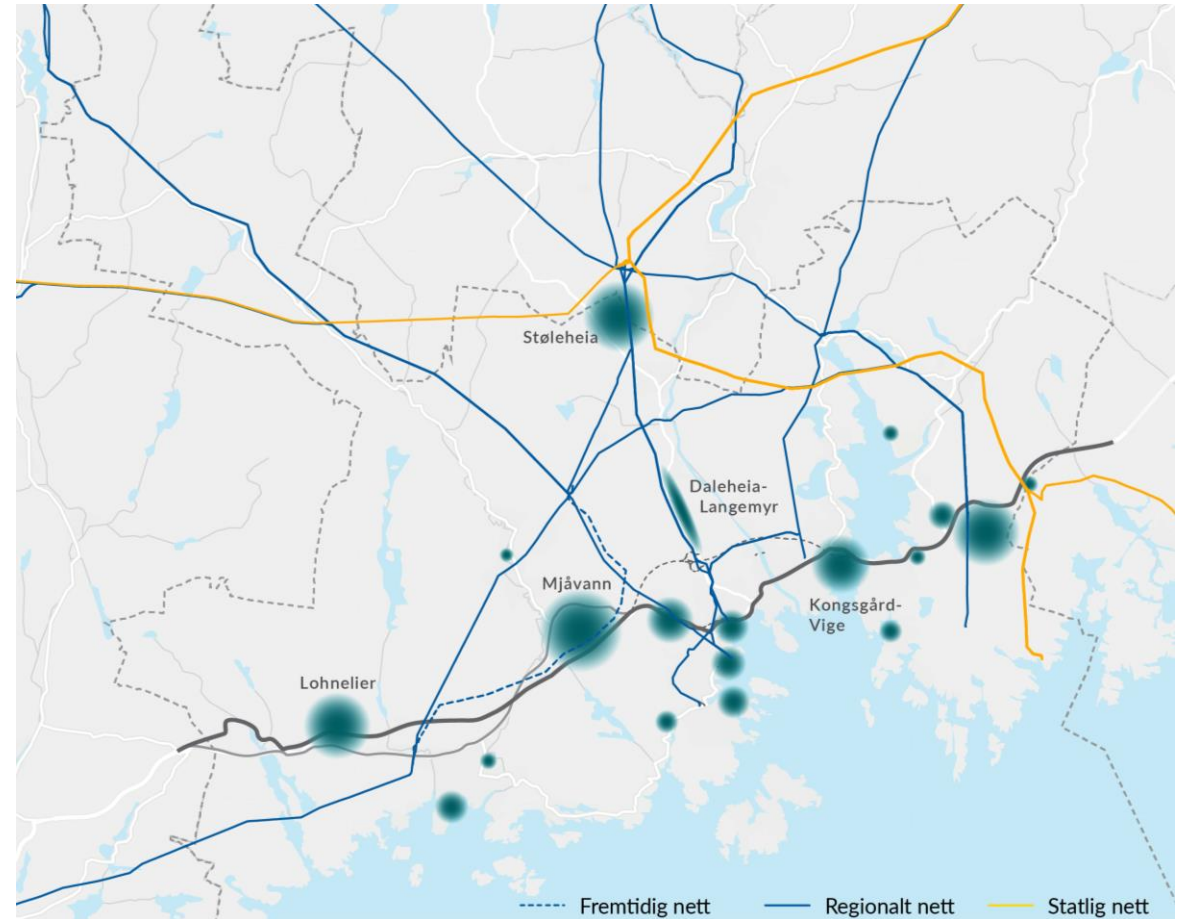 Støleheia
Daleheia-
Langemyr
Mjåvann
Kongsgård-
Vige
Lohnelier
Fremtidig nett
Regionalt nett
Statlig nett